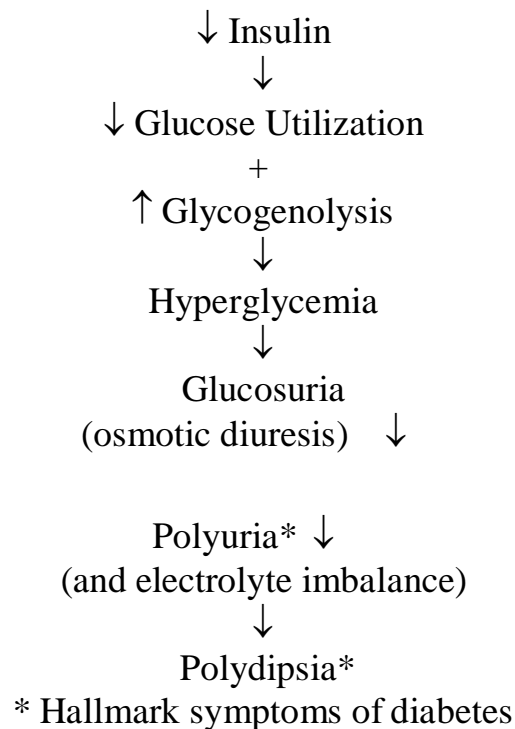 ↓ Insulin
↓
↓ Glucose Utilization
+
↑ Glycogenolysis
↓
Hyperglycemia
↓
Glucosuria
(osmotic diuresis) ↓
Polyuria* ↓
(and electrolyte imbalance)
↓
Polydipsia*
* Hallmark symptoms of diabetes